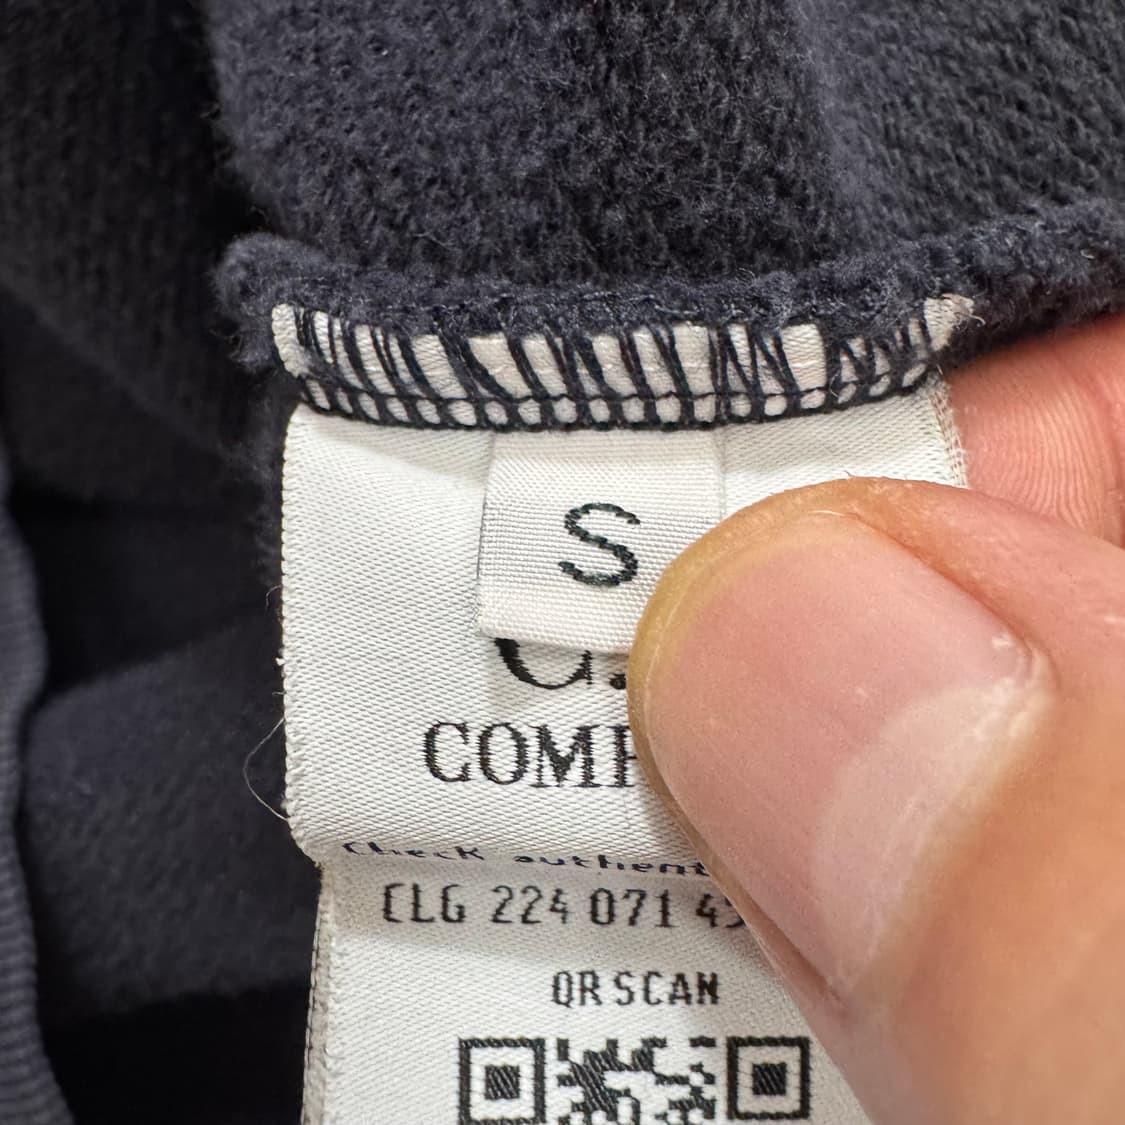 S
C.
COMP
Check authent
CLG 224 071 4
QR SCAN